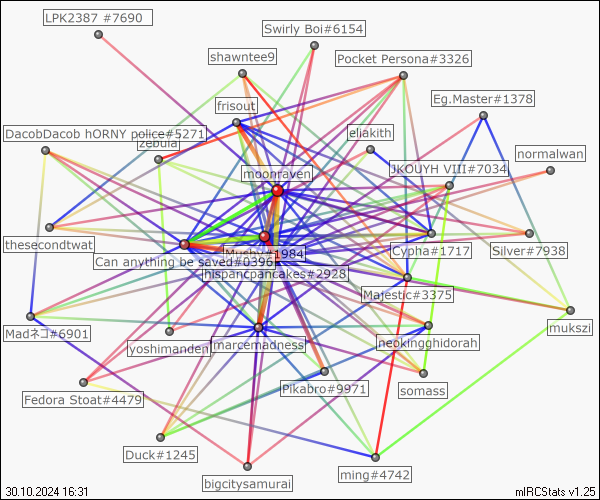 LPK2387 #7690
Swirly Boi#6154
shawntee9
Pocket Persona#3326
Eg.Master#1378
frisout
DacobDacob hORNY police#5271
zebula
eliakith
normalwan
JKOUYH VIII#7034
moonraven
thesecondtwat
Cypha#1717
Silver#7938
Mushy#1984
Can anything be saved#0396
hispancpancakes#2928
Majestic#3375
mukszi
Madネコ#6901
yoshimanden
marcemadness
neokingghidorah
Pikabro#9971
somass
Fedora Stoat#4479
Duck#1245
ming#4742
bigcitysamurai
30.10.2024 16:31
mIRCStats v1.25